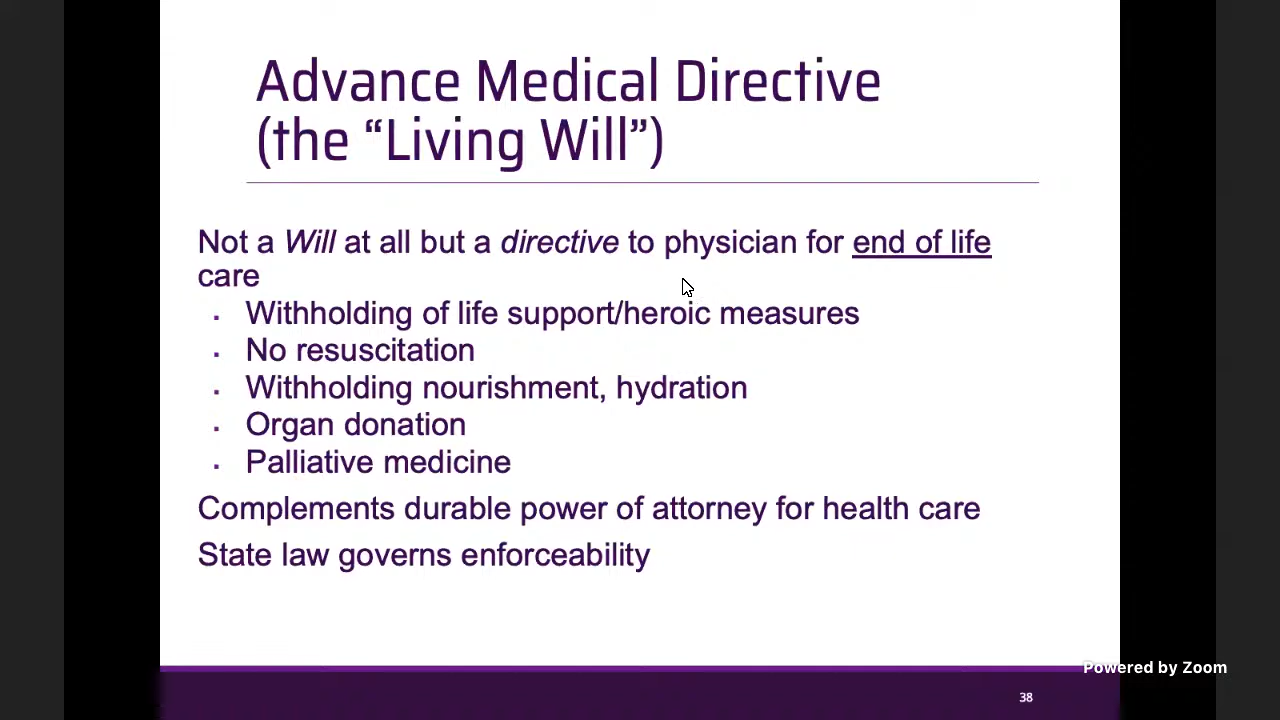 Advance Medical Directive
(the “Living Will”)
Not a Will at all but a directive to physician for end of life
care
▪ Withholding of life support/heroic measures
▪ No resuscitation
▪ Withholding nourishment, hydration
▪ Organ donation
▪ Palliative medicine
Complements durable power of attorney for health care
State law governs enforceability
Powered by Zoom
38